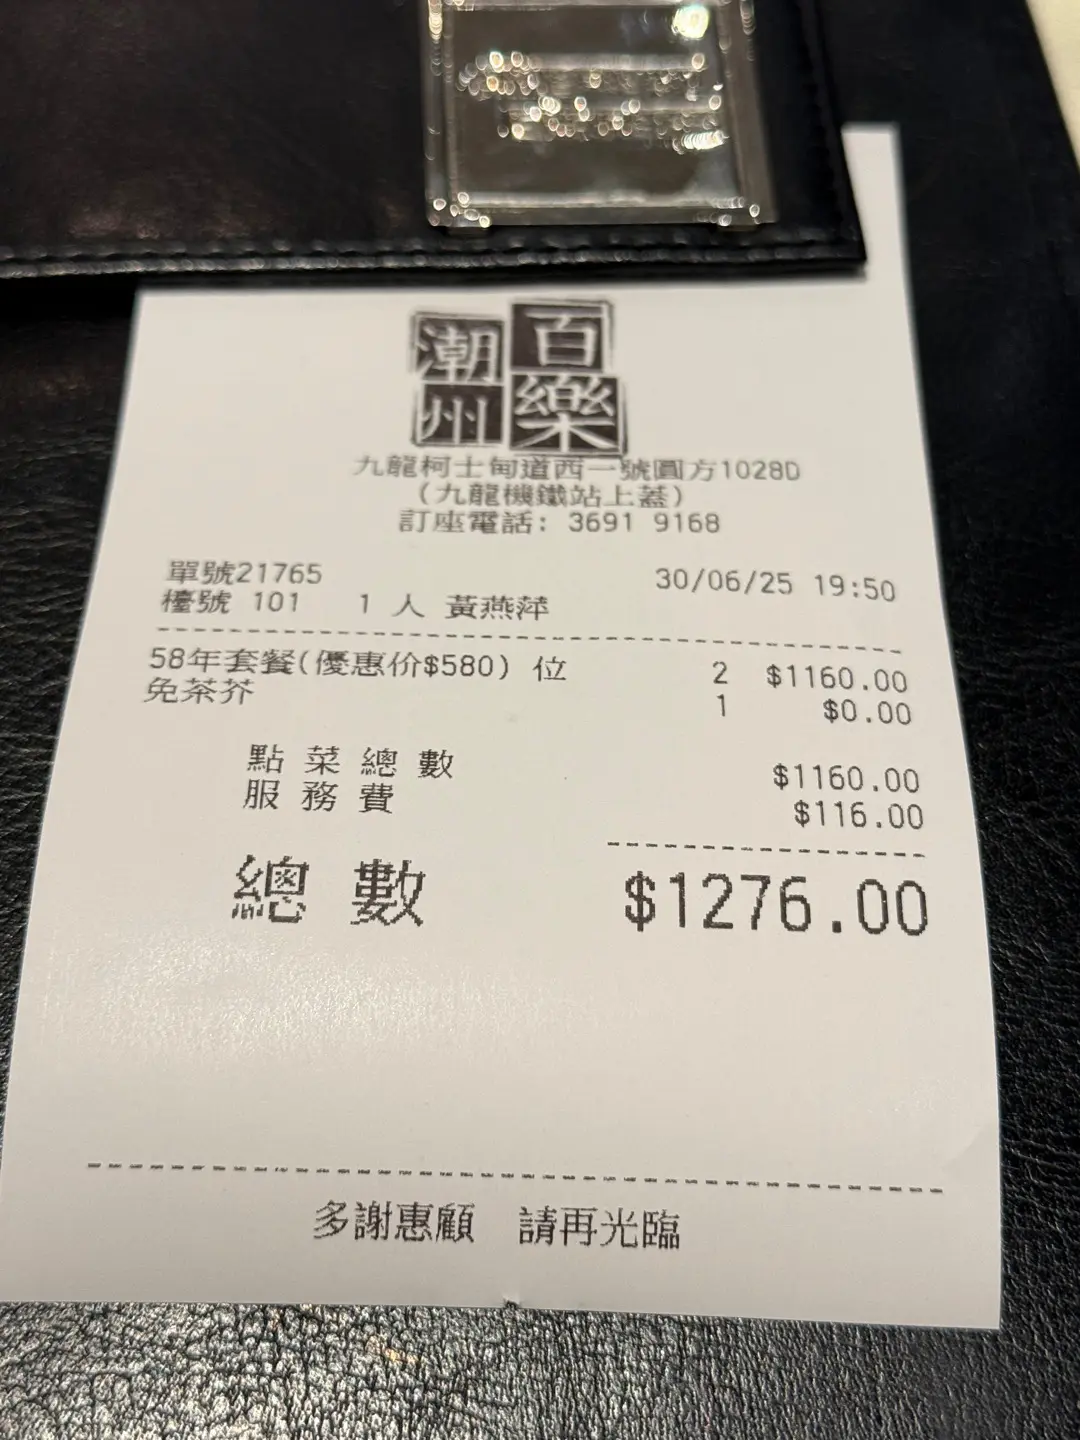 百樂
潮州
九龍柯士甸道西一號圓方1028D
(九龍機鐵站上蓋)
訂座電話: 3691 9168
單號21765 30/06/25 19:50
檯號 101 1 人 黃燕萍
58年套餐(優惠价$580) 位 2 $1160.00
免茶芥 1 $0.00
點菜總數 $1160.00
服務費 $116.00
總數 $1276.00
多謝惠顧 請再光臨